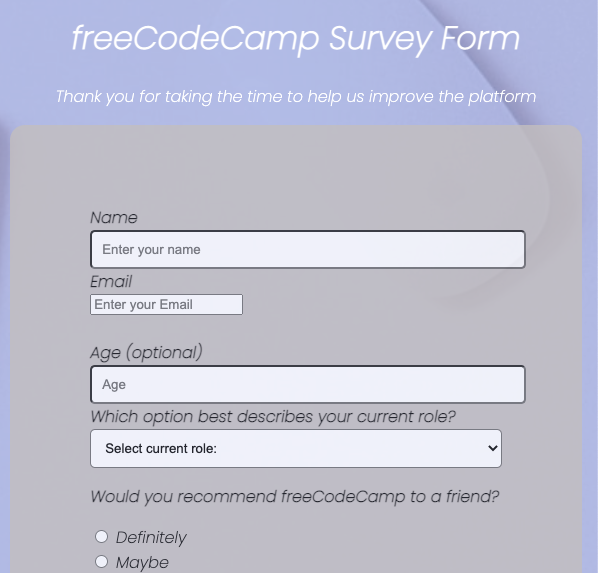 freeCodeCamp Survey Form
Thank you for taking the time to help us improve the platform
Name
Enter your name
Email
Enter your Email
Age (optional)
Age
Which option best describes your current role?
Select current role:
Would you recommend freeCodeCamp to a friend?
Definitely
Maybe